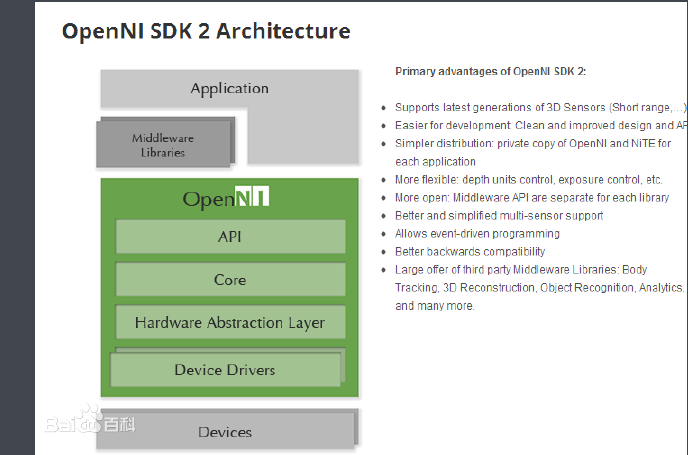 OpenNI SDK 2 Architecture
Application
Middleware
Libraries
OpenNI
API
Core
Hardware Abstraction Layer
Device Drivers
Devices
Baidu百科
Primary advantages of OpenNI SDK 2:
Supports latest generations of 3D Sensors (Short range,...)
Easier for development: Clean and improved design and AP
Simpler distribution: private copy of OpenNI and NiTE for
each application
More flexible: depth units control, exposure control, etc.
More open: Middleware API are separate for each library
Better and simplified multi-sensor support
Allows event-driven programming
Better backwards compatibility
Large offer of third party Middleware Libraries: Body
Tracking, 3D Reconstruction, Object Recognition, Analytics,
and many more.